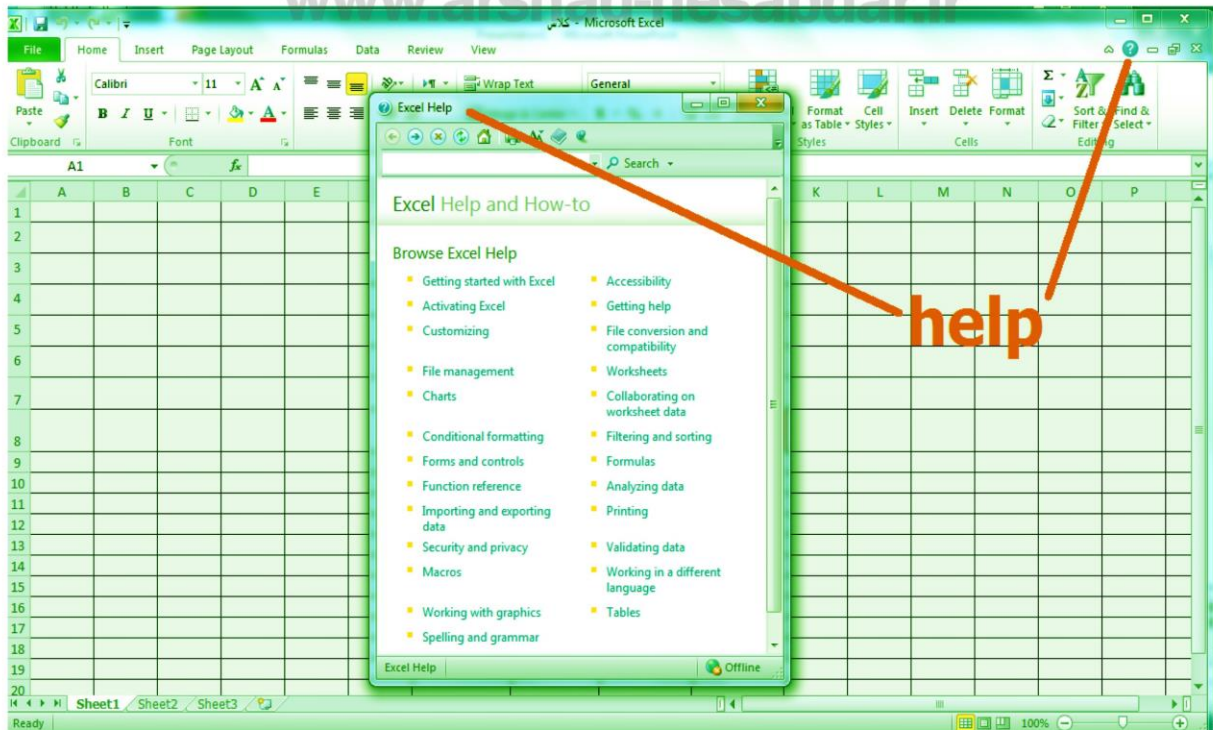 www.arshad-hesabdar.ir
کلاس - Microsoft Excel
File Home Insert Page Layout Formulas Data Review View
Calibri 11 Wrap Text General
Paste
B I U
Format as Table Cell Styles Insert Delete Format Sort & Filter Find & Select
Clipboard Font Styles Cells Editing
A1 fx
A B C D E K L M N O P
1
2
3
4
5
6
7
8
9
10
11
12
13
14
15
16
17
18
19
20
Excel Help
Search
Excel Help and How-to
Browse Excel Help
Getting started with Excel
Accessibility
Activating Excel
Getting help
Customizing
File conversion and
compatibility
File management
Worksheets
Charts
Collaborating on
worksheet data
Conditional formatting
Filtering and sorting
Forms and controls
Formulas
Function reference
Analyzing data
Importing and exporting
data
Printing
Security and privacy
Validating data
Macros
Working in a different
language
Working with graphics
Tables
Spelling and grammar
Excel Help Offline
help
Sheet1 Sheet2 Sheet3
Ready 100%